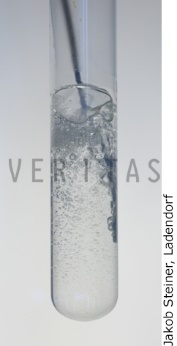 VERITAS
Jakob Steiner, Ladendorf